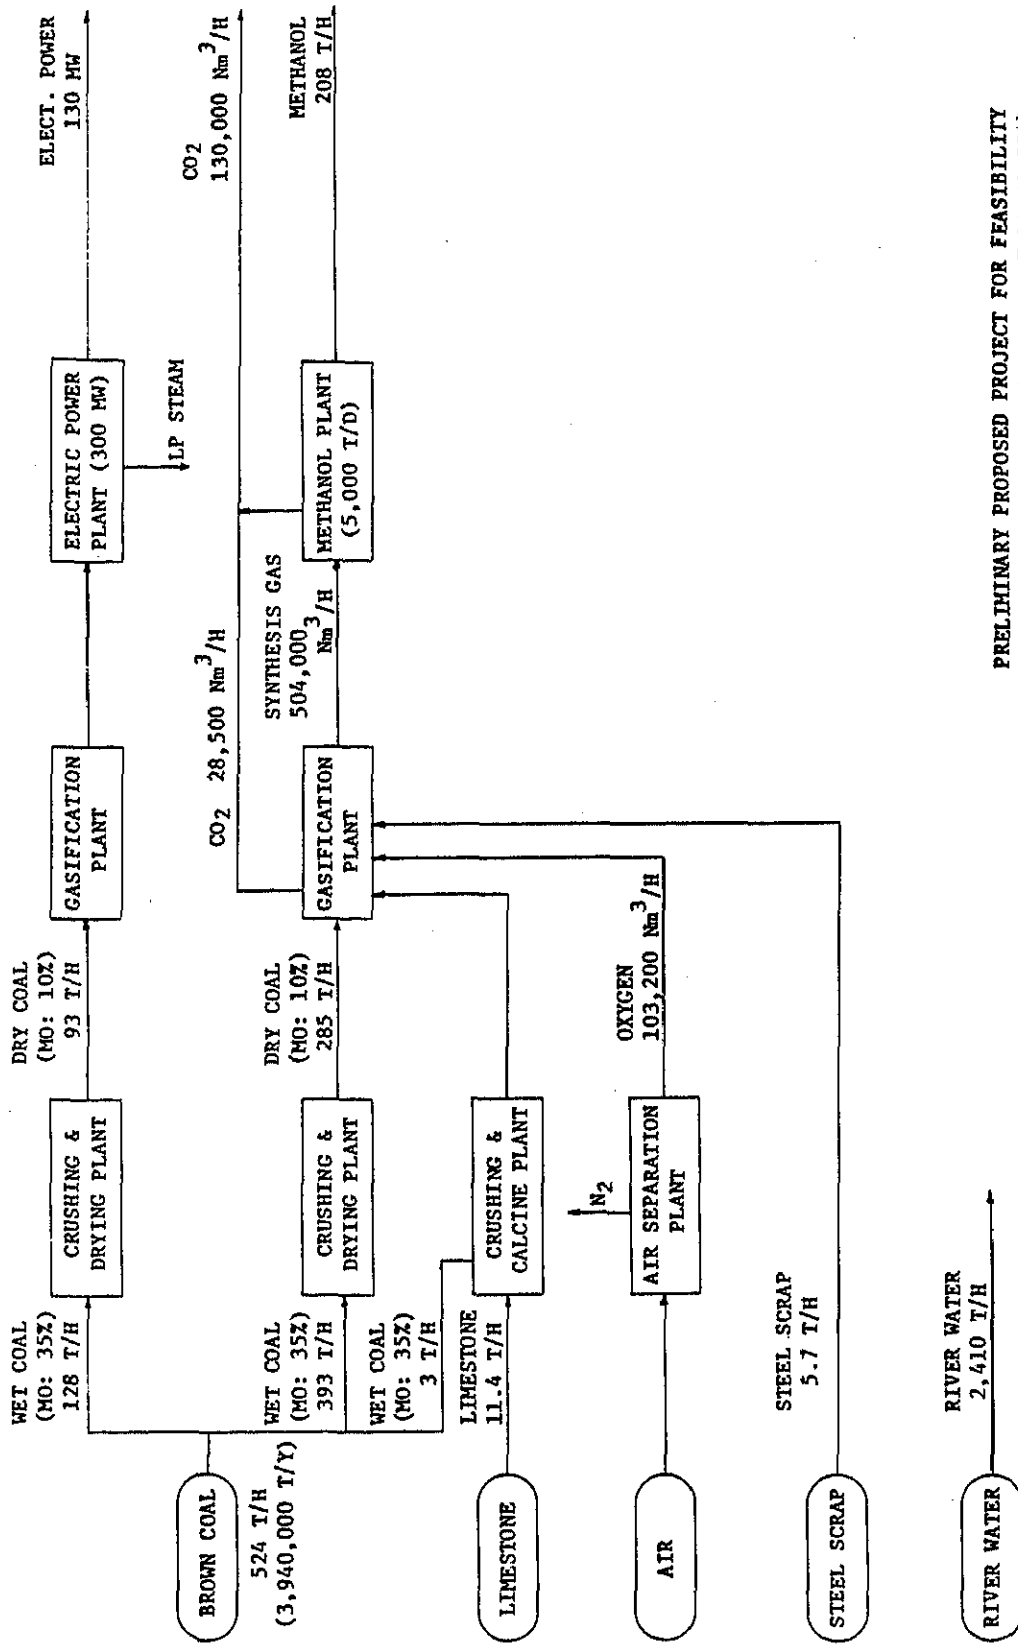 BROWN COAL
524 T/H
(3,940,000 T/Y)
WET COAL
(MO: 35%)
128 T/H
CRUSHING &
DRYING PLANT
DRY COAL
(MO: 10%)
93 T/H
GASIFICATION
PLANT
ELECTRIC POWER
PLANT (300 MW)
LP STEAM
ELECT. POWER
130 MW
WET COAL
(MO: 35%)
393 T/H
CRUSHING &
DRYING PLANT
DRY COAL
(MO: 10%)
285 T/H
GASIFICATION
PLANT
CO2 28,500 Nm3/H
SYNTHESIS GAS
504,000
Nm3/H
METHANOL PLANT
(5,000 T/D)
CO2
130,000 Nm3/H
METHANOL
208 T/H
WET COAL
(MO: 35%)
3 T/H
LIMESTONE
LIMESTONE
11.4 T/H
CRUSHING &
CALCINE PLANT
AIR
N2
AIR SEPARATION
PLANT
OXYGEN
103,200 Nm3/H
STEEL SCRAP
STEEL SCRAP
5.7 T/H
RIVER WATER
RIVER WATER
2,410 T/H
PRELIMINARY PROPOSED PROJECT FOR FEASIBILITY